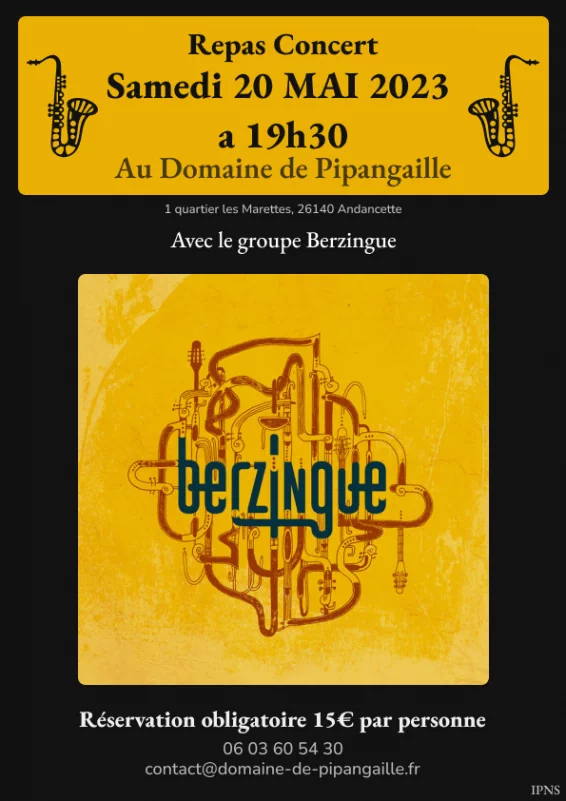 Repas Concert
Samedi 20 MAI 2023
a 19h30
Au Domaine de Pipangaille
1 quartier les Marettes, 26140 Andancette
Avec le groupe Berzingue
berzingue
Réservation obligatoire 15€ par personne
06 03 60 54 30
contact@domaine-de-pipangaille.fr
IPNS